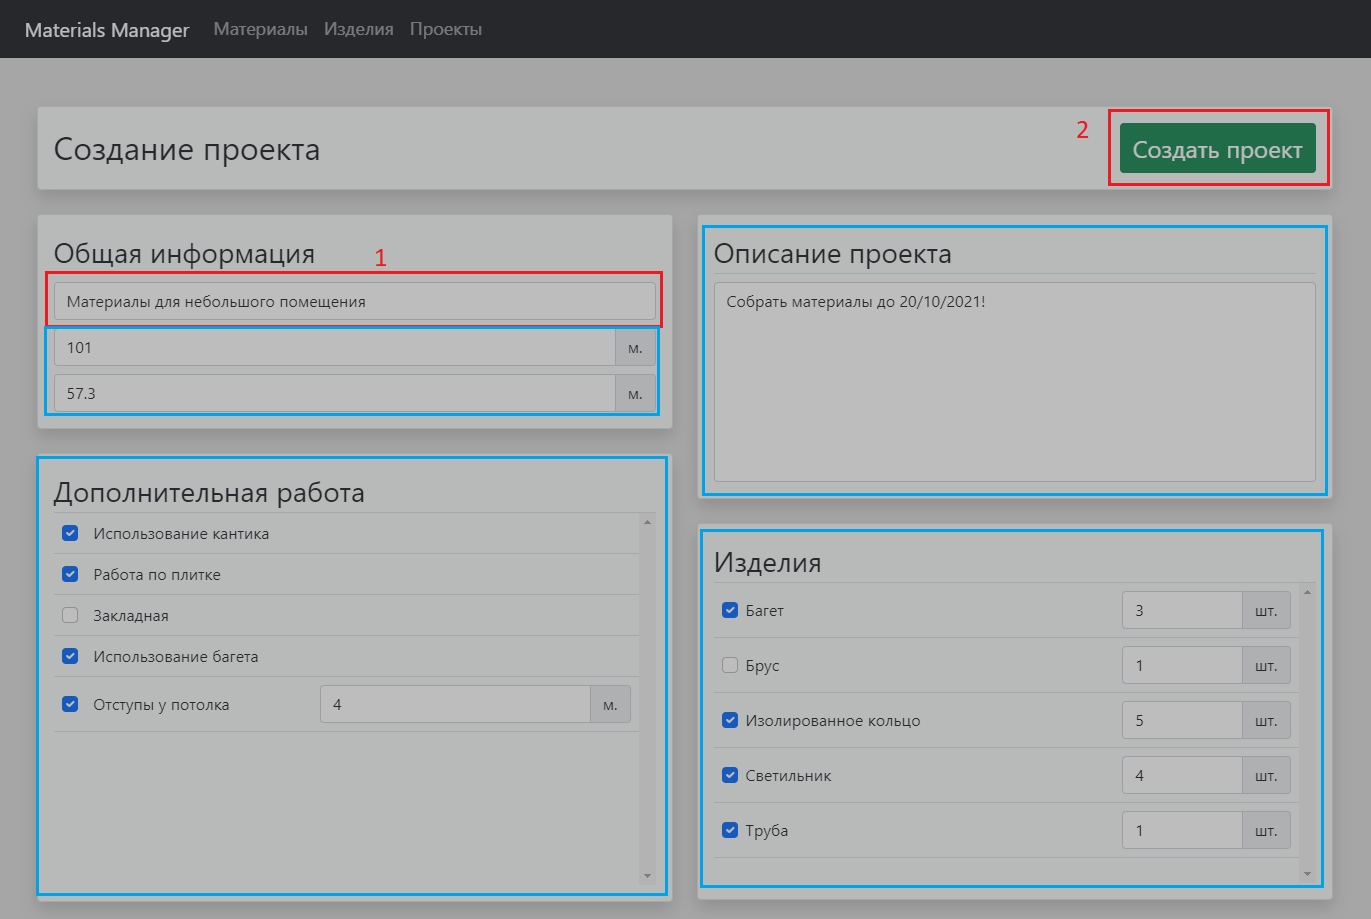 Materials Manager Материалы Изделия Проекты
Создание проекта
2
Создать проект
Общая информация
1
Материалы для небольшого помещения
101 м.
57.3 м.
Описание проекта
Собрать материалы до 20/10/2021!
Дополнительная работа
Использование кантика
Работа по плитке
Закладная
Использование багета
Отступы у потолка 4 м.
Изделия
Багет 3 шт.
Брус 1 шт.
Изолированное кольцо 5 шт.
Светильник 4 шт.
Труба 1 шт.